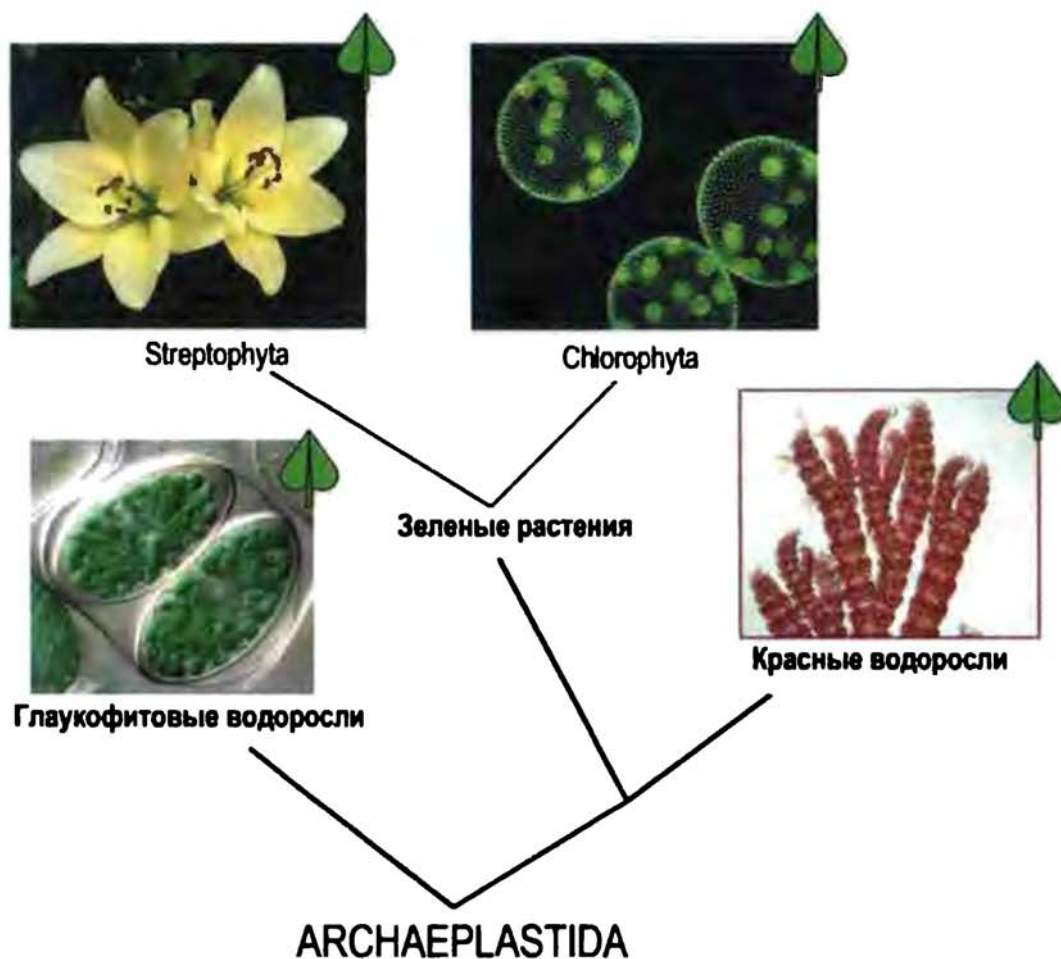 Streptophyta
Chlorophyta
Зеленые растения
Красные водоросли
Глаукофитовые водоросли
ARCHAEPLASTIDA